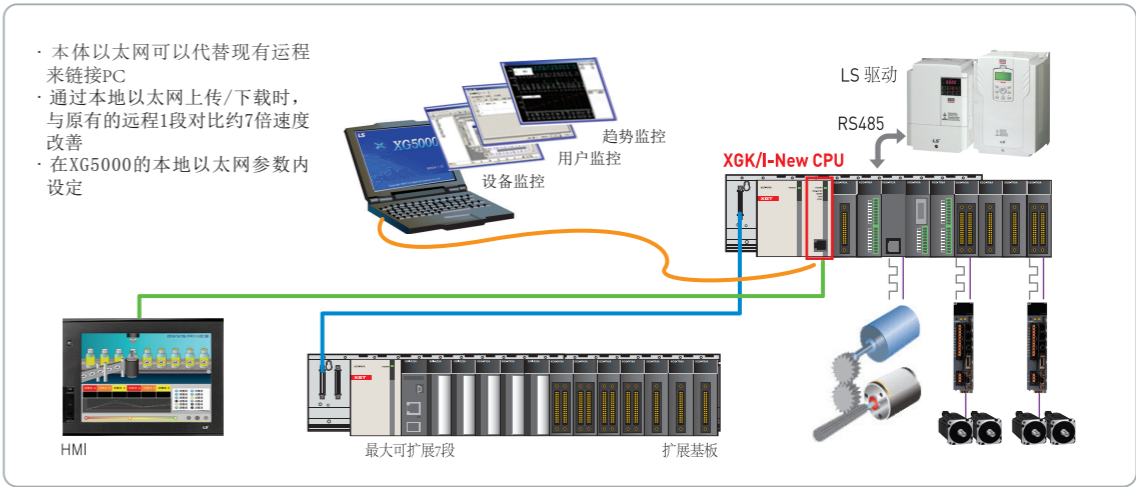 · 本体以太网可以代替现有运程
来链接PC
· 通过本地以太网上传/下载时，
与原有的远程1段对比约7倍速度
改善
· 在XG5000的本地以太网参数内
设定
LS
XG5000
趋势监控
用户监控
设备监控
LS 驱动
RS485
XGK/I-New CPU
XGT
HMI
LS
XGT
最大可扩展7段
扩展基板